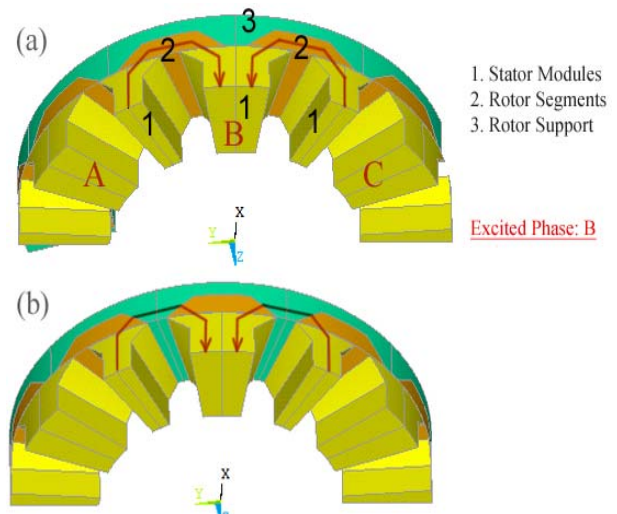 (a)
3
2
2
1
1
1
A
B
C
X
Y
Z
1. Stator Modules
2. Rotor Segments
3. Rotor Support
Excited Phase: B
(b)
X
Y